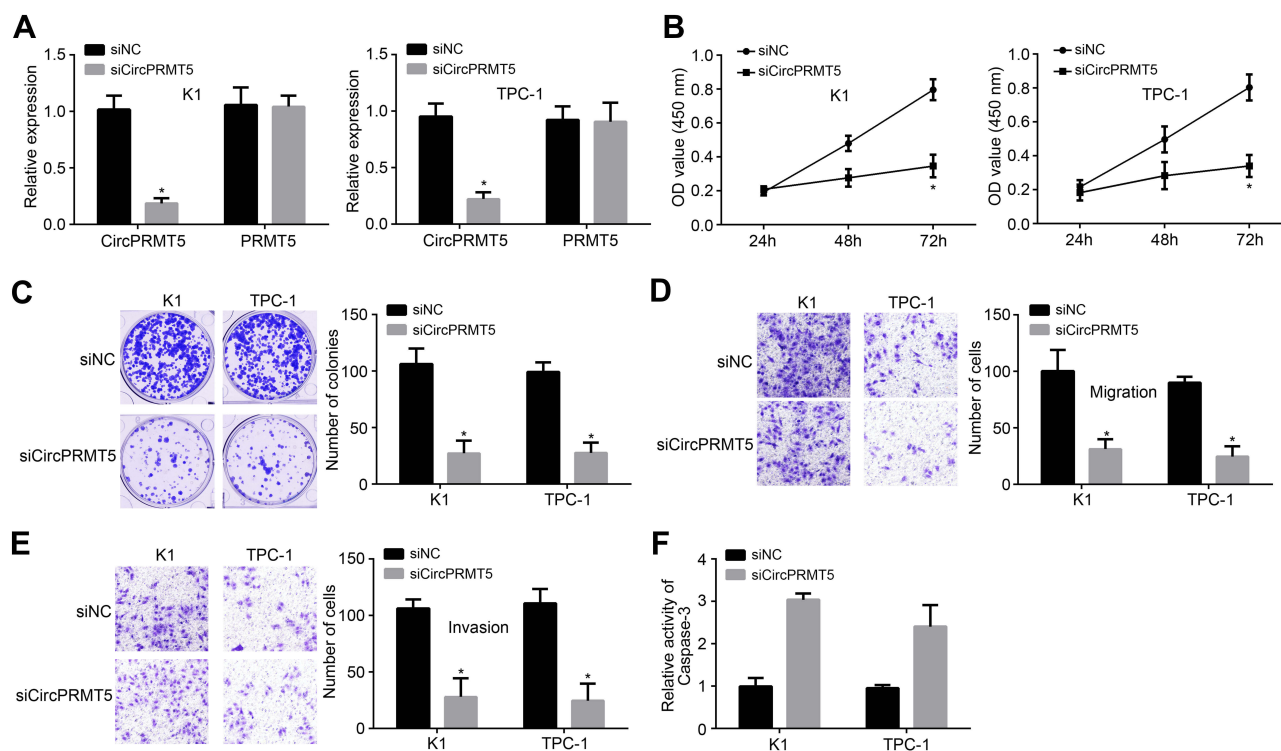 A
siNC
siCircPRMT5
K1
Relative expression
1.5
1.0
0.5
0.0
*
CircPRMT5
PRMT5
siNC
siCircPRMT5
TPC-1
Relative expression
1.5
1.0
0.5
0.0
*
CircPRMT5
PRMT5
B
siNC
siCircPRMT5
K1
OD value (450 nm)
1.0
0.8
0.6
0.4
0.2
0.0
*
24h
48h
72h
siNC
siCircPRMT5
TPC-1
OD value (450 nm)
1.0
0.8
0.6
0.4
0.2
0.0
*
24h
48h
72h
C
K1
TPC-1
siNC
siCircPRMT5
siNC
siCircPRMT5
Number of colonies
150
100
50
0
*
*
K1
TPC-1
D
K1
TPC-1
siNC
siCircPRMT5
siNC
siCircPRMT5
Number of cells
150
100
50
0
Migration
*
*
K1
TPC-1
E
K1
TPC-1
siNC
siCircPRMT5
siNC
siCircPRMT5
Number of cells
150
100
50
0
Invasion
*
*
K1
TPC-1
F
siNC
siCircPRMT5
Relative activity of
Caspase-3
4
3
2
1
0
K1
TPC-1